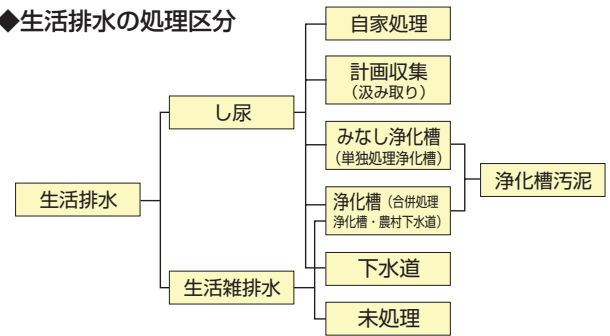 ◆生活排水の処理区分
自家処理
計画収集
(汲み取り)
し尿
みなし浄化槽
(単独処理浄化槽)
浄化槽汚泥
生活排水
浄化槽(合併処理
浄化槽・農村下水道)
下水道
生活雑排水
未処理